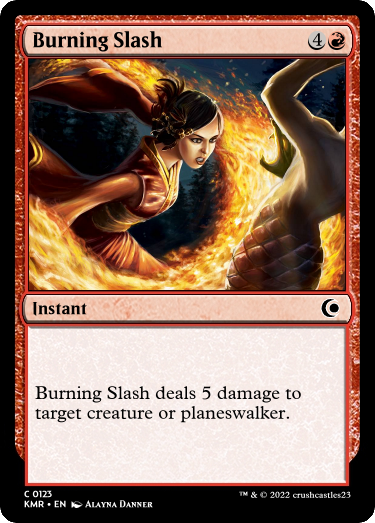 Burning Slash 4
Instant
Burning Slash deals 5 damage to
target creature or planeswalker.
C 0123
KMR • EN Alayna Danner
™ & © 2022 crushcastles23